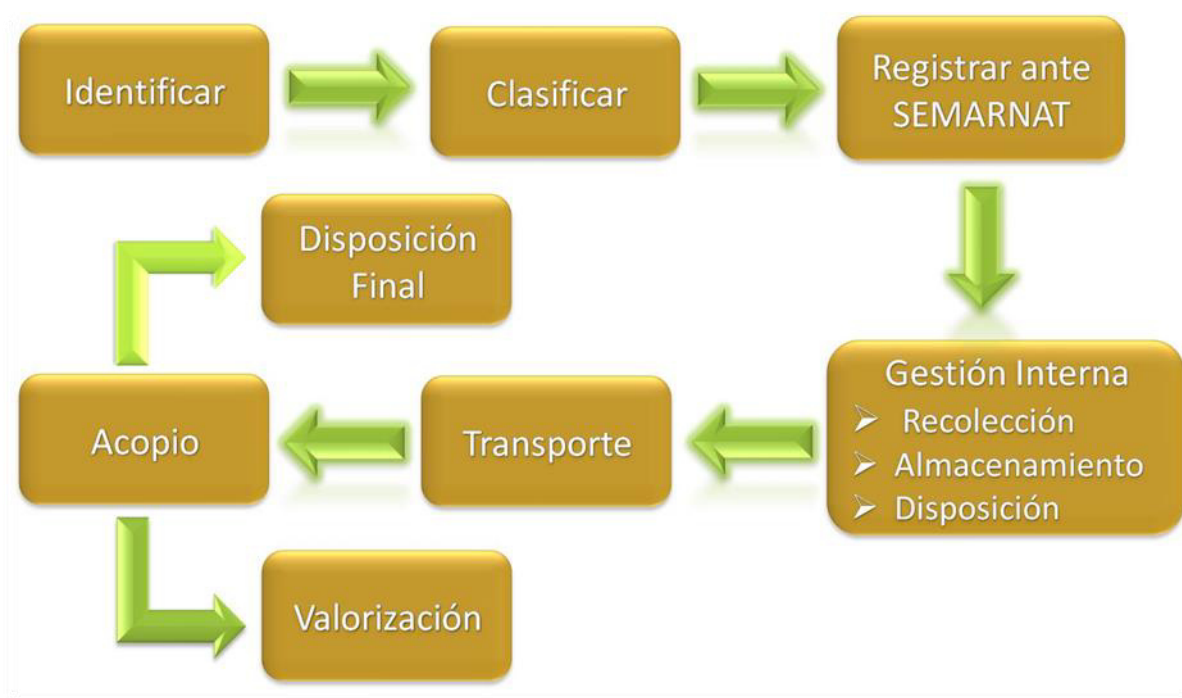 Identificar
Clasificar
Registrar ante
SEMARNAT
Gestión Interna
➢ Recolección
➢ Almacenamiento
➢ Disposición
Transporte
Acopio
Disposición
Final
Valorización